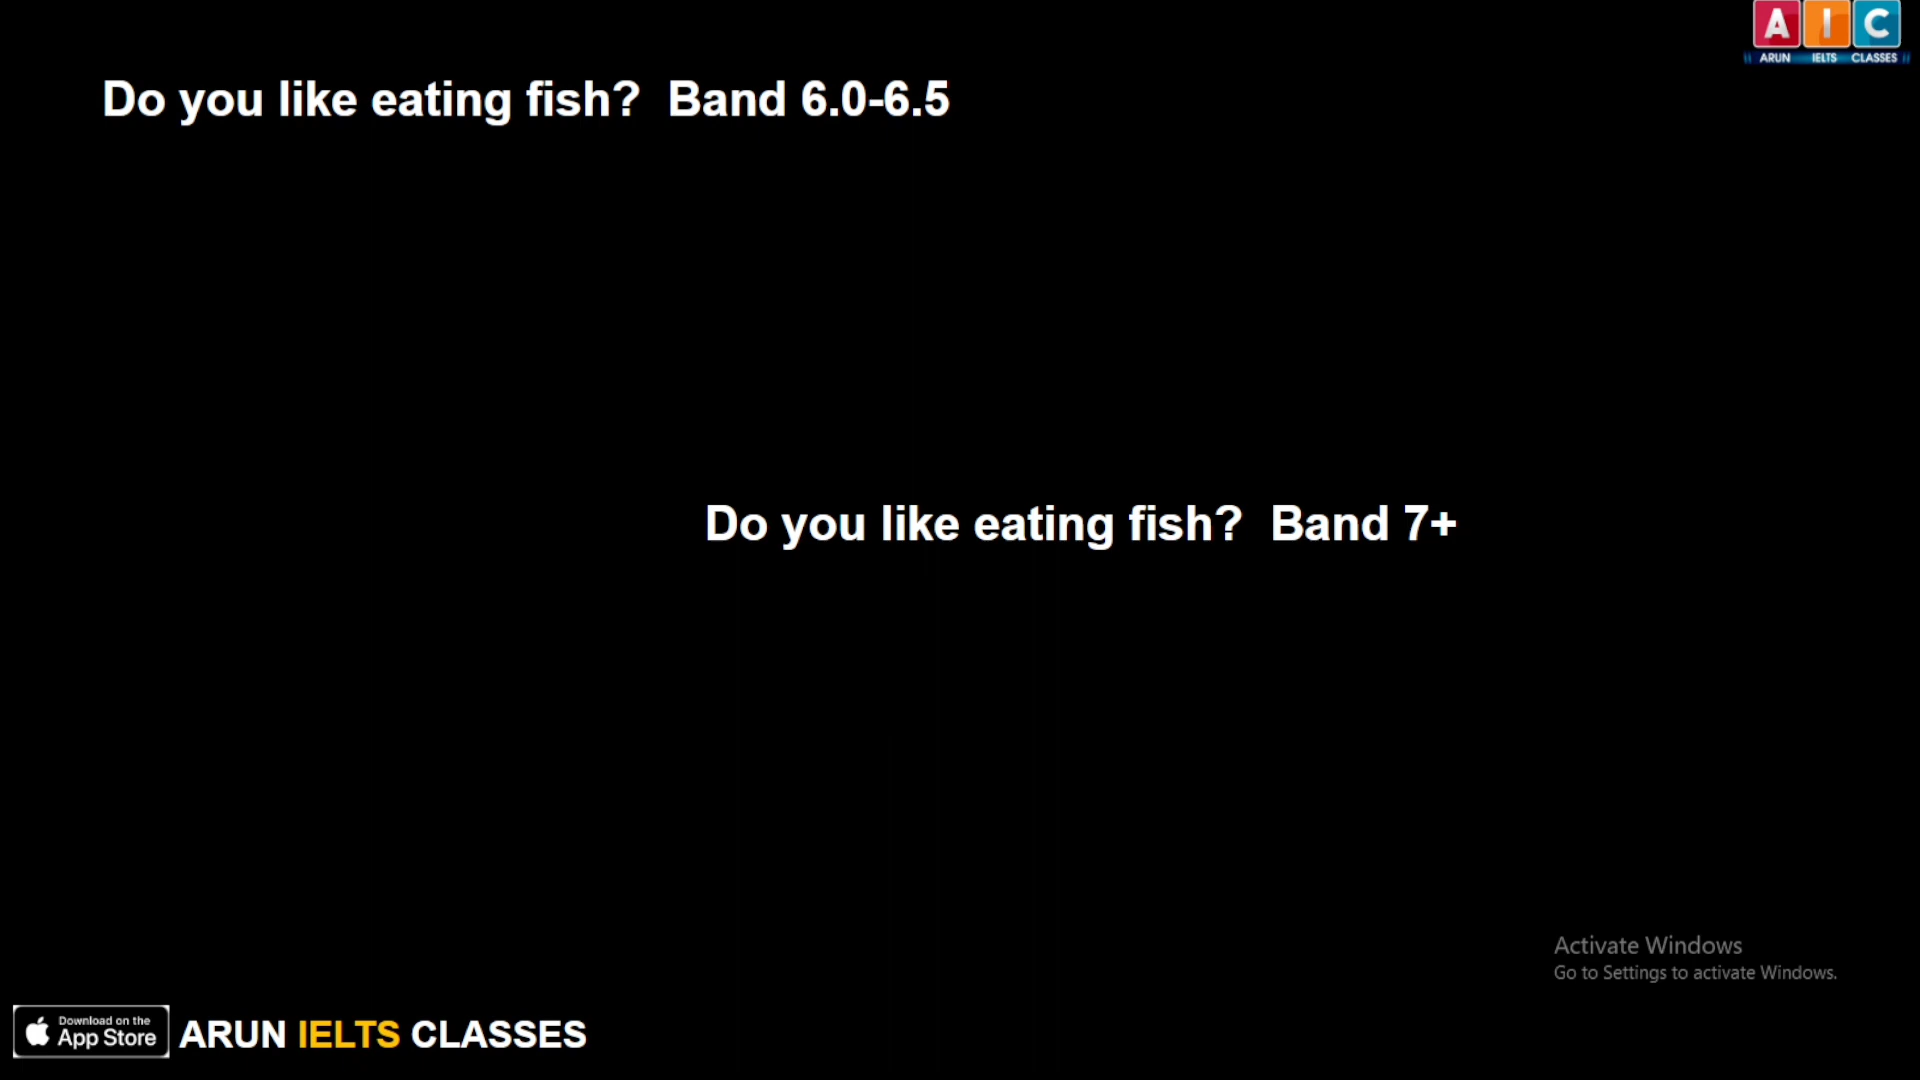 A I C
ARUN IELTS CLASSES
Do you like eating fish?  Band 6.0-6.5
Do you like eating fish?  Band 7+
Activate Windows
Go to Settings to activate Windows.
Download on the
App Store
ARUN IELTS CLASSES